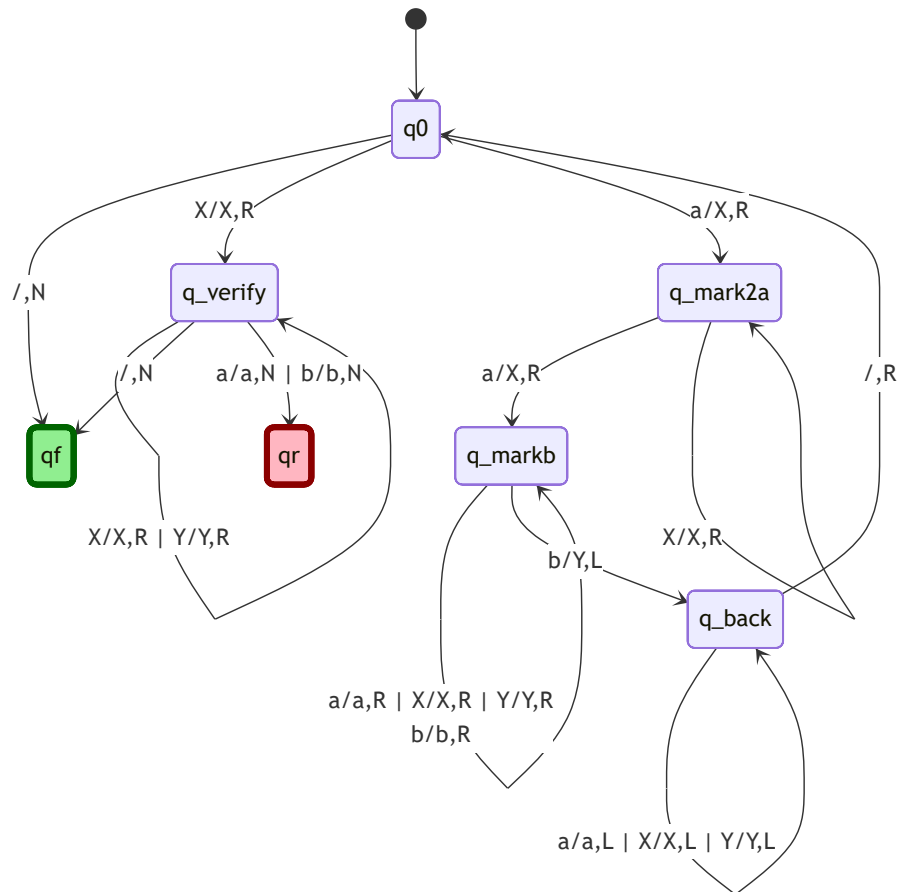 q0
X/X,R
a/X,R
/,N
q_verify
q_mark2a
/,N
a/a,N | b/b,N
a/X,R
/,R
qf
qr
q_markb
X/X,R | Y/Y,R
X/X,R
b/Y,L
q_back
a/a,R | X/X,R | Y/Y,R
b/b,R
a/a,L | X/X,L | Y/Y,L